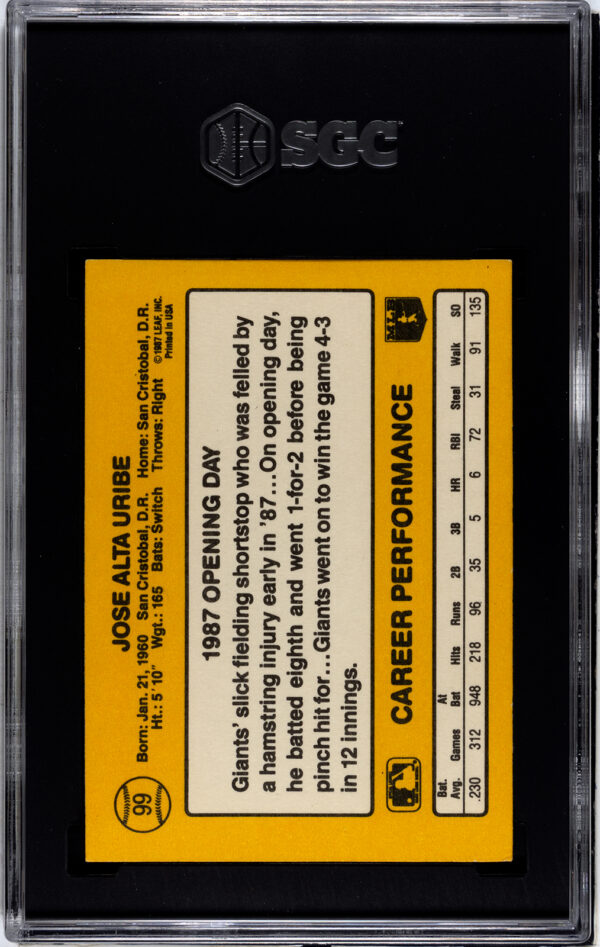 SGC
99
JOSE ALTA URIBE
Born: Jan. 21, 1960 San Cristobal, D.R. Home: San Cristobal, D.R.
Ht.: 5'10" Wgt.: 165 Bats: Switch Throws: Right
©1987 LEAF, INC.
Printed in USA
1987 OPENING DAY
Giants' slick fielding shortstop who was felled by
a hamstring injury early in '87...On opening day,
he batted eighth and went 1-for-2 before being
pinch hit for...Giants went on to win the game 4-3
in 12 innings.
CAREER PERFORMANCE
Bat. Avg. Games At Bat Hits Runs 2B 3B HR RBI Steal Walk SO
.230 312 948 218 96 35 5 6 72 31 91 135